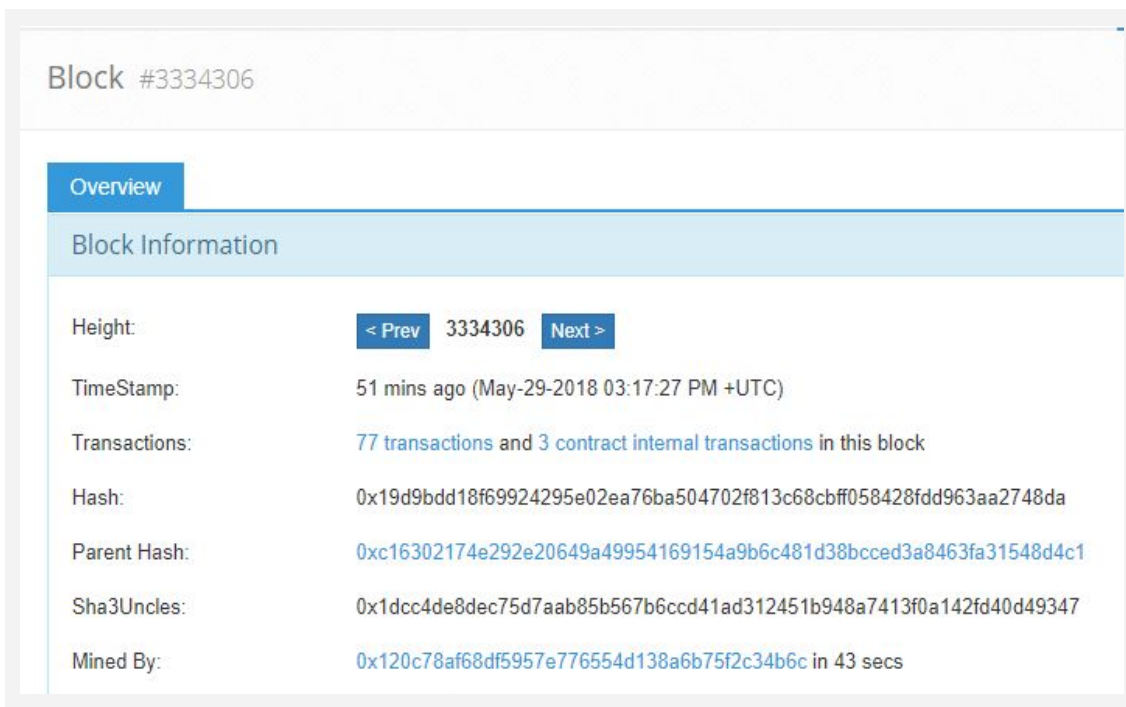 Block #3334306
Overview
Block Information
Height: < Prev 3334306 Next >
TimeStamp: 51 mins ago (May-29-2018 03:17:27 PM +UTC)
Transactions: 77 transactions and 3 contract internal transactions in this block
Hash: 0x19d9bdd18f69924295e02ea76ba504702f813c68cbff058428fdd963aa2748da
Parent Hash: 0xc16302174e292e20649a49954169154a9b6c481d38bcced3a8463fa31548d4c1
Sha3Uncles: 0x1dcc4de8dec75d7aab85b567b6ccd41ad312451b948a7413f0a142fd40d49347
Mined By: 0x120c78af68df5957e776554d138a6b75f2c34b6c in 43 secs